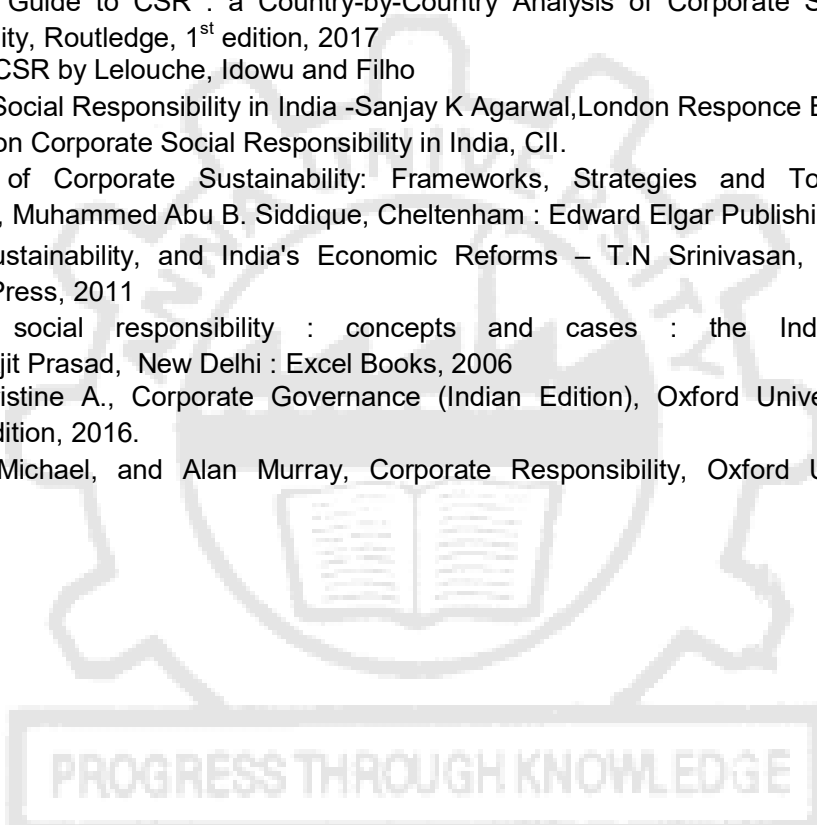 Guide to CSR : a Country-by-Country Analysis of Corporate S
ity, Routledge, 1st edition, 2017
CSR by Lelouche, Idowu and Filho
Social Responsibility in India -Sanjay K Agarwal,London Responce B
on Corporate Social Responsibility in India, CII.
of Corporate Sustainability: Frameworks, Strategies and To
, Muhammed Abu B. Siddique, Cheltenham : Edward Elgar Publishi
ustainability, and India's Economic Reforms – T.N Srinivasan,
Press, 2011
social responsibility : concepts and cases : the Ind
jit Prasad, New Delhi : Excel Books, 2006
istine A., Corporate Governance (Indian Edition), Oxford Unive
dition, 2016.
Michael, and Alan Murray, Corporate Responsibility, Oxford U
ANNA UNIVERSITY
PROGRESS THROUGH KNOWLEDGE